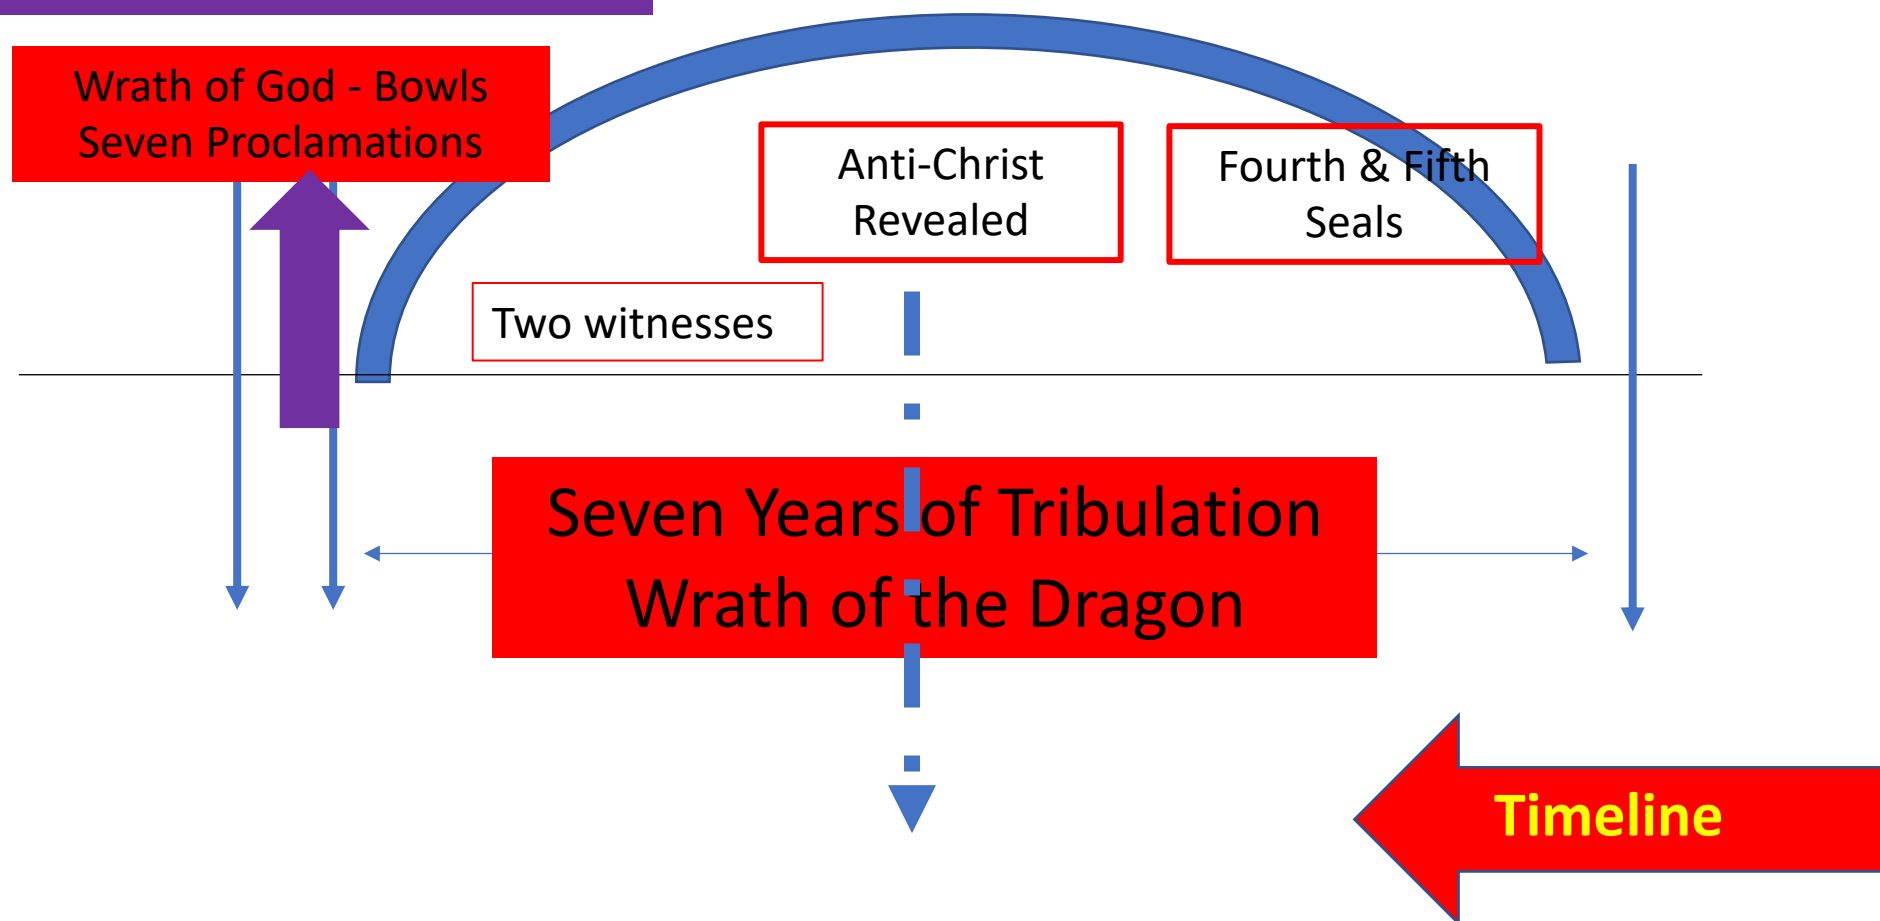 Wrath of God - Bowls
Seven Proclamations
Anti-Christ
Revealed
Fourth & Fifth
Seals
Two witnesses
Seven Years of Tribulation
Wrath of the Dragon
Timeline